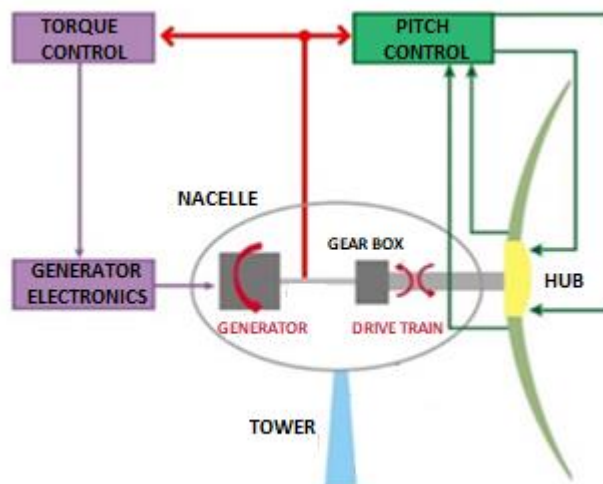 TORQUE
CONTROL
PITCH
CONTROL
NACELLE
GEAR BOX
GENERATOR
ELECTRONICS
HUB
GENERATOR
DRIVE TRAIN
TOWER